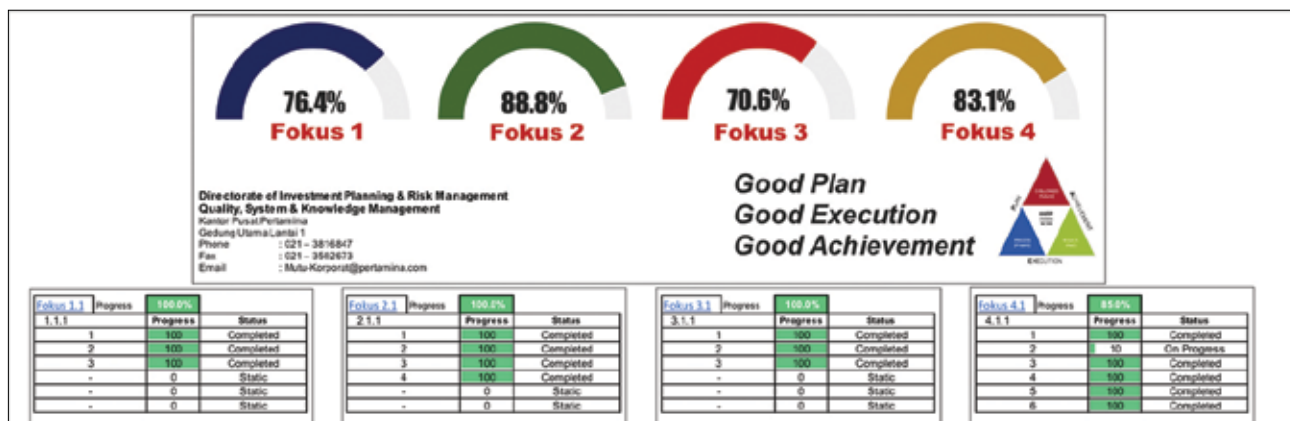 76.4%
Fokus 1
88.8%
Fokus 2
70.6%
Fokus 3
83.1%
Fokus 4
Directorate of Investment Planning & Risk Management
Quality, System & Knowledge Management
Kantor Pusat Pertamina
Gedung Utama Lantai 1
Phone : 021 – 3816847
Fax : 021 – 3502673
Email : Mutu-Korporat@pertamina.com
Good Plan
Good Execution
Good Achievement
PLAN
ACHIEVEMENT
EXECUTION
Fokus 1.1 Progress 100.0%
1.1.1 Progress Status
1 100 Completed
2 100 Completed
3 100 Completed
- 0 Static
- 0 Static
- 0 Static
Fokus 2.1 Progress 100.0%
2.1.1 Progress Status
1 100 Completed
2 100 Completed
3 100 Completed
4 100 Completed
- 0 Static
- 0 Static
Fokus 3.1 Progress 100.0%
3.1.1 Progress Status
1 100 Completed
2 100 Completed
3 100 Completed
- 0 Static
- 0 Static
- 0 Static
Fokus 4.1 Progress 85.0%
4.1.1 Progress Status
1 100 Completed
2 10 On Progress
3 100 Completed
4 100 Completed
5 100 Completed
6 100 Completed